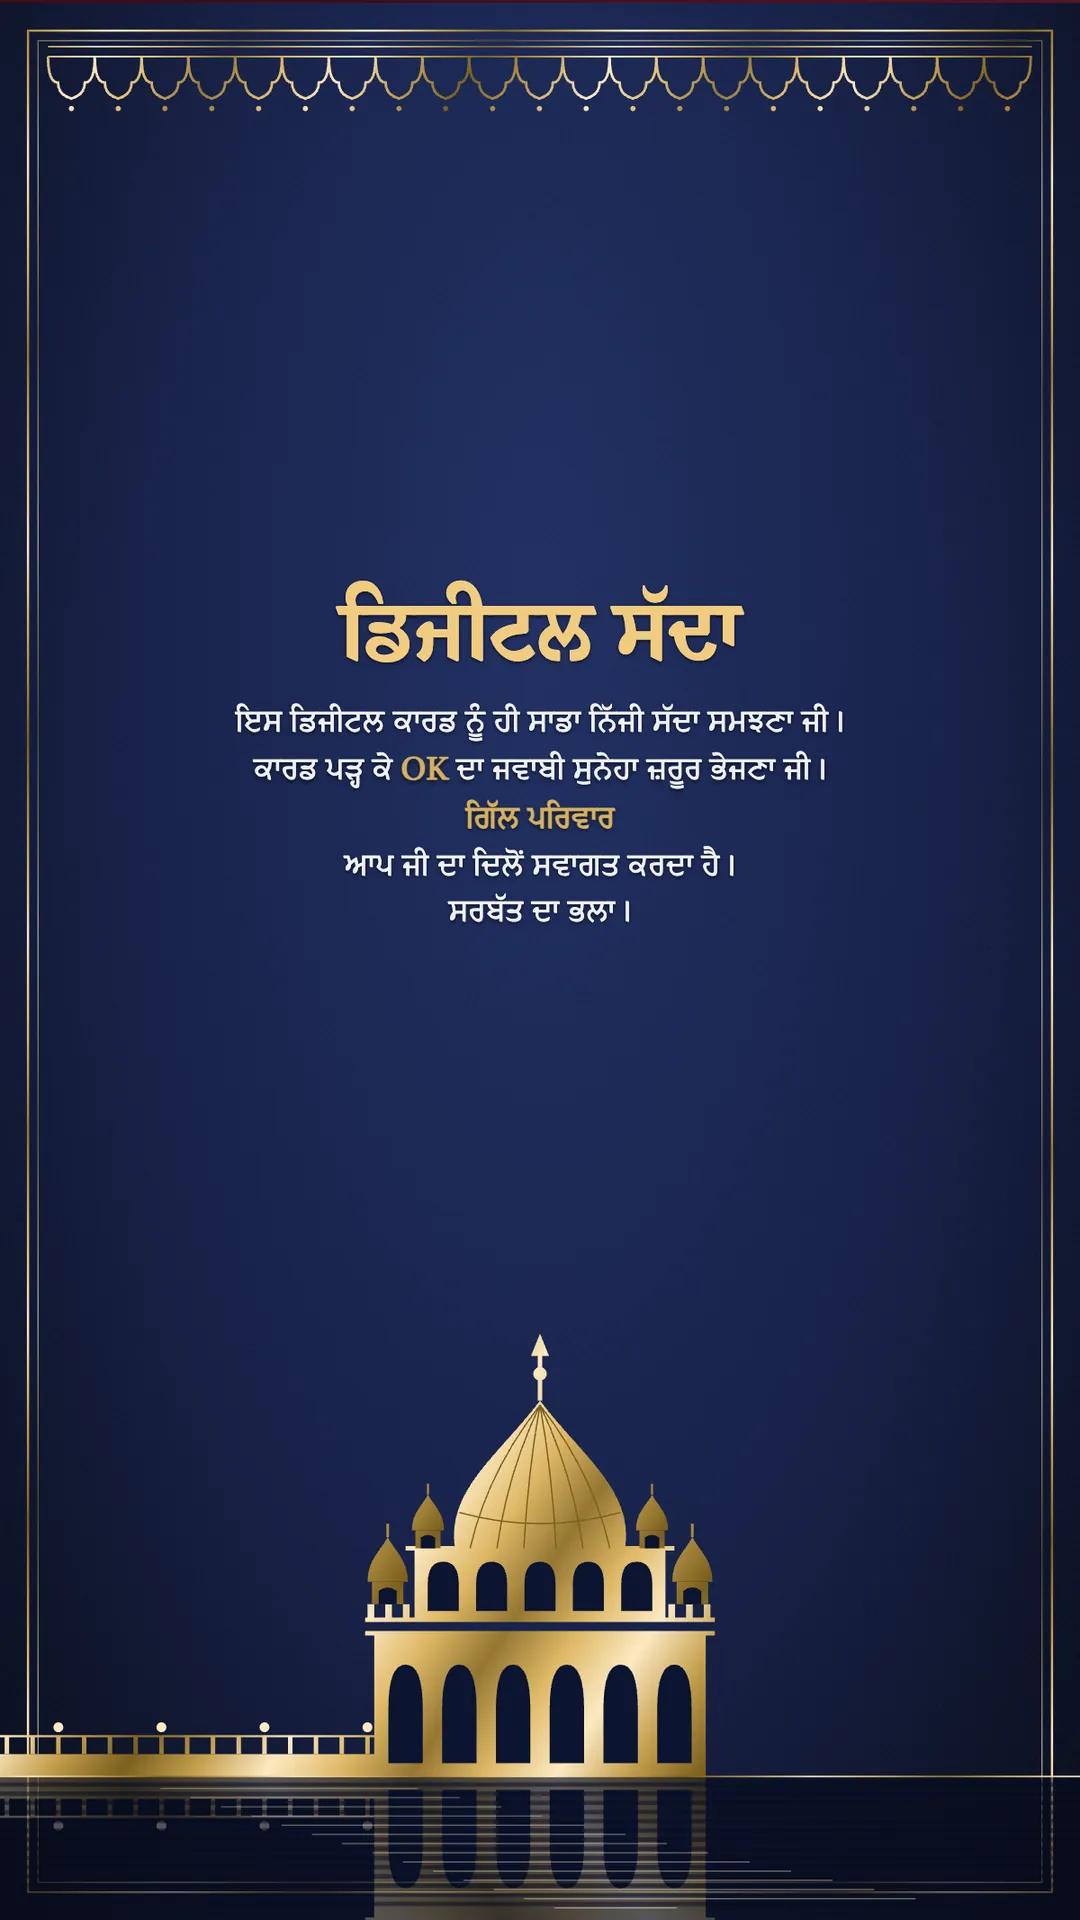 ਡਿਜੀਟਲ ਸੱਦਾ
ਇਸ ਡਿਜੀਟਲ ਕਾਰਡ ਨੂੰ ਹੀ ਸਾਡਾ ਨਿੱਜੀ ਸੱਦਾ ਸਮਝਣਾ ਜੀ।
ਕਾਰਡ ਪੜ੍ਹ ਕੇ OK ਦਾ ਜਵਾਬੀ ਸੁਨੇਹਾ ਜ਼ਰੂਰ ਭੇਜਣਾ ਜੀ।
ਗਿੱਲ ਪਰਿਵਾਰ
ਆਪ ਜੀ ਦਾ ਦਿਲੋਂ ਸਵਾਗਤ ਕਰਦਾ ਹੈ।
ਸਰਬੱਤ ਦਾ ਭਲਾ।